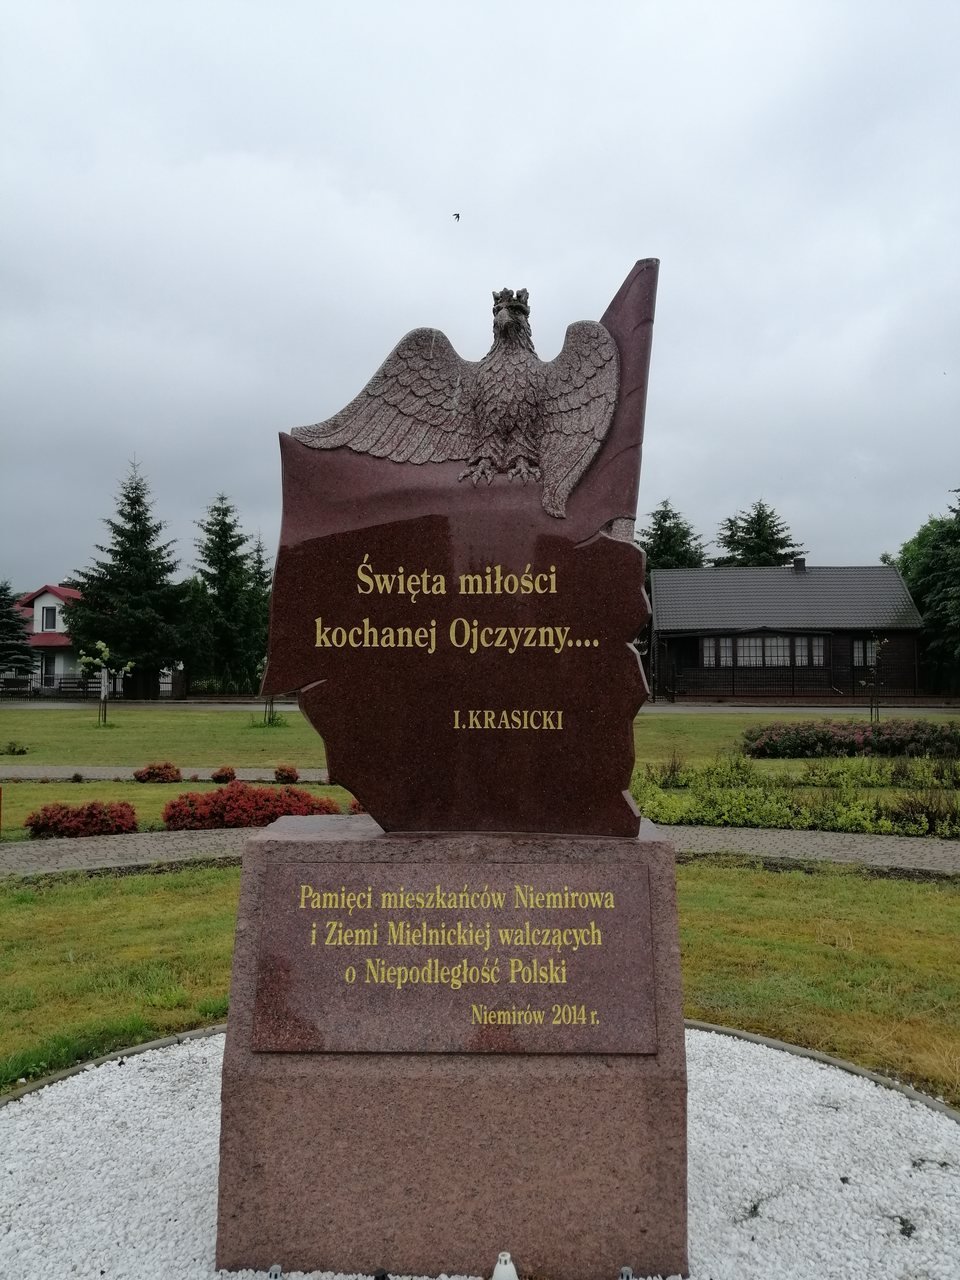 Święta miłości
kochanej Ojczyzny....
I.KRASICKI
Pamięci mieszkańców Niemirowa
i Ziemi Mielnickiej walczących
o Niepodległość Polski
Niemirów 2014 r.